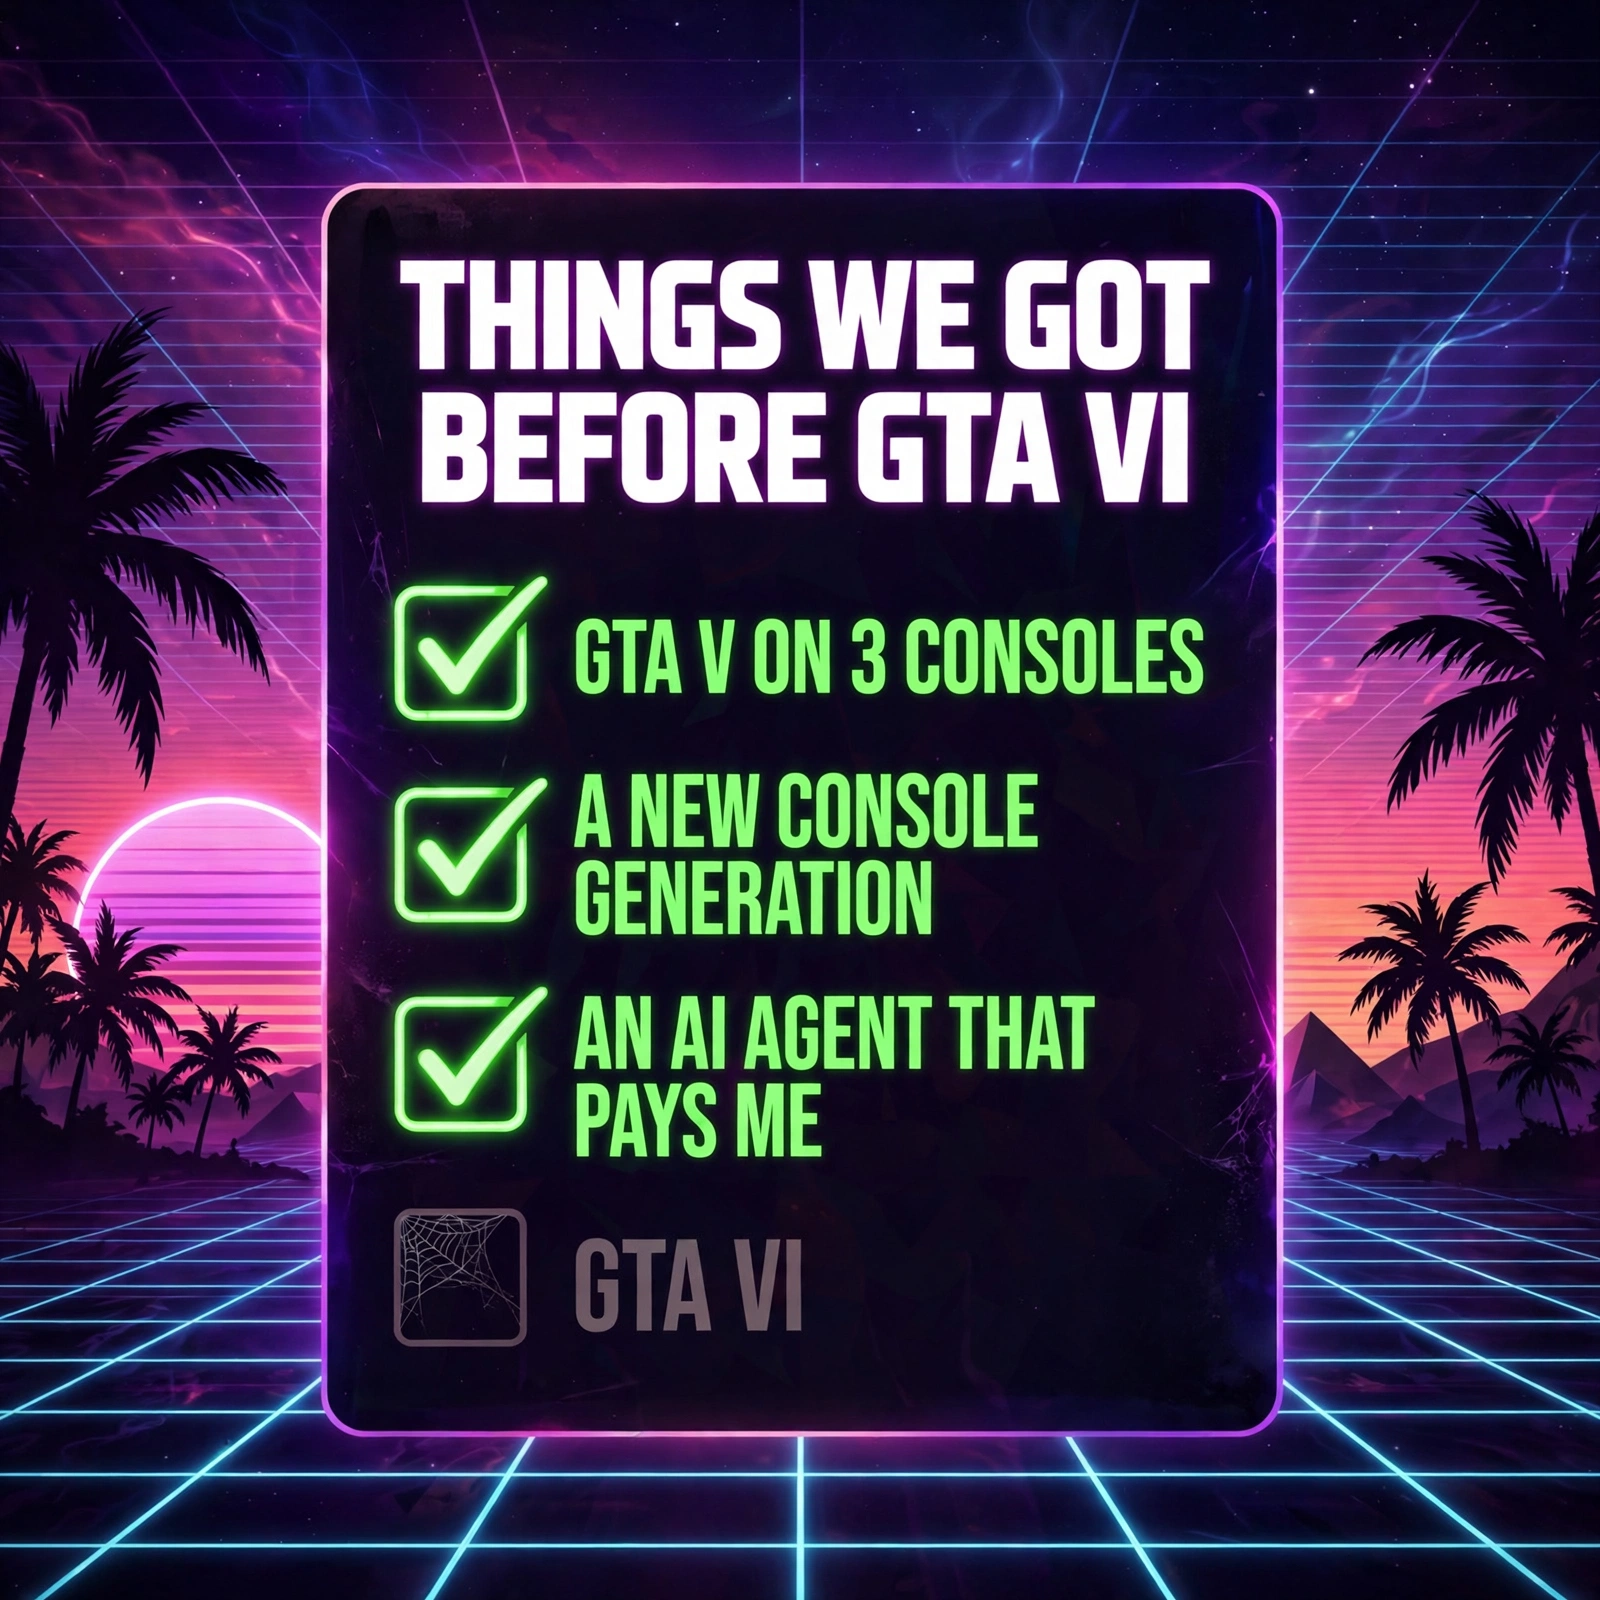 THINGS WE GOT
BEFORE GTA VI
GTA V ON 3 CONSOLES
A NEW CONSOLE
GENERATION
AN AI AGENT THAT
PAYS ME
GTA VI